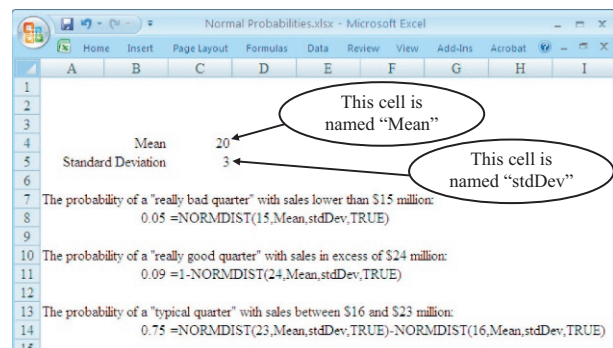 Normal Probabilities.xlsx - Microsoft Excel
Home Insert Page Layout Formulas Data Review View Add-Ins Acrobat
A B C D E F G H I
1
2
3
4 Mean 20
5 Standard Deviation 3
This cell is
named “Mean”
This cell is
named “stdDev”
6
7 The probability of a "really bad quarter" with sales lower than $15 million:
8 0.05 =NORMDIST(15,Mean,stdDev,TRUE)
9
10 The probability of a "really good quarter" with sales in excess of $24 million:
11 0.09 =1-NORMDIST(24,Mean,stdDev,TRUE)
12
13 The probability of a "typical quarter" with sales between $16 and $23 million:
14 0.75 =NORMDIST(23,Mean,stdDev,TRUE)-NORMDIST(16,Mean,stdDev,TRUE)
15